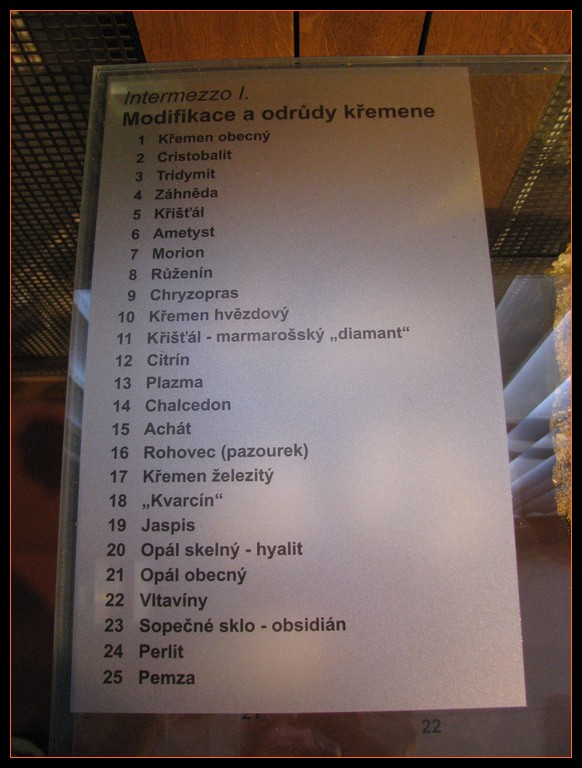 Intermezzo I.
Modifikace a odrůdy křemene
1 Křemen obecný
2 Cristobalit
3 Tridymit
4 Záhněda
5 Křišťál
6 Ametyst
7 Morion
8 Růženín
9 Chryzopras
10 Křemen hvězdový
11 Křišťál - marmarošský „diamant“
12 Citrín
13 Plazma
14 Chalcedon
15 Achát
16 Rohovec (pazourek)
17 Křemen železitý
18 „Kvarcín“
19 Jaspis
20 Opál skelný - hyalit
21 Opál obecný
22 Vltavíny
23 Sopečné sklo - obsidián
24 Perlit
25 Pemza
22